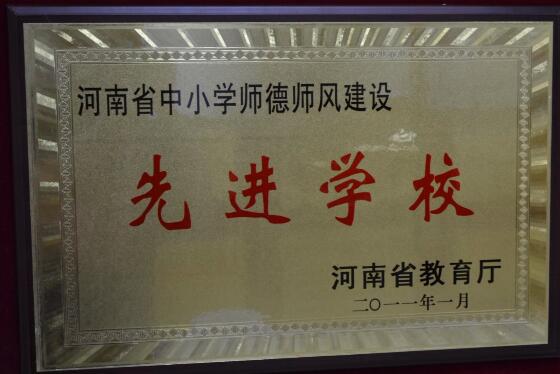 河南省中小学师德师风建设
先进学校
河南省教育厅
二〇一一年一月